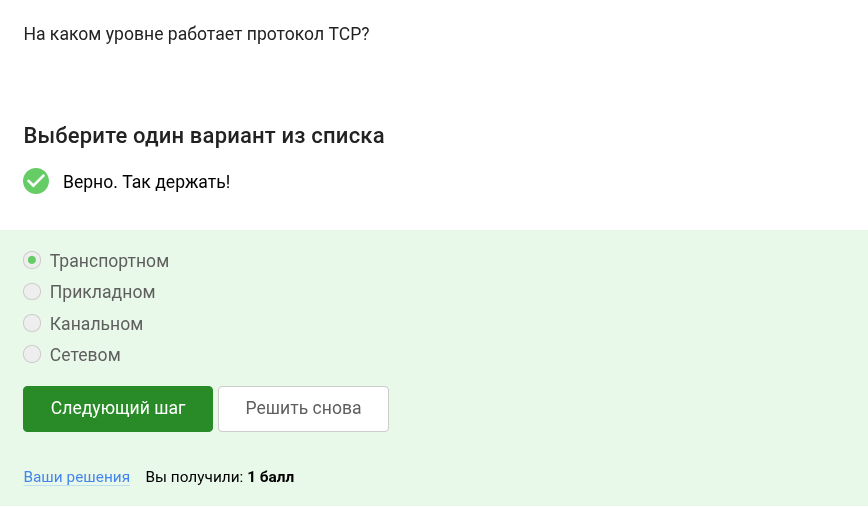 На каком уровне работает протокол TCP?
Выберите один вариант из списка
Верно. Так держать!
Транспортном
Прикладном
Канальном
Сетевом
Следующий шаг Решить снова
Ваши решения Вы получили: 1 балл